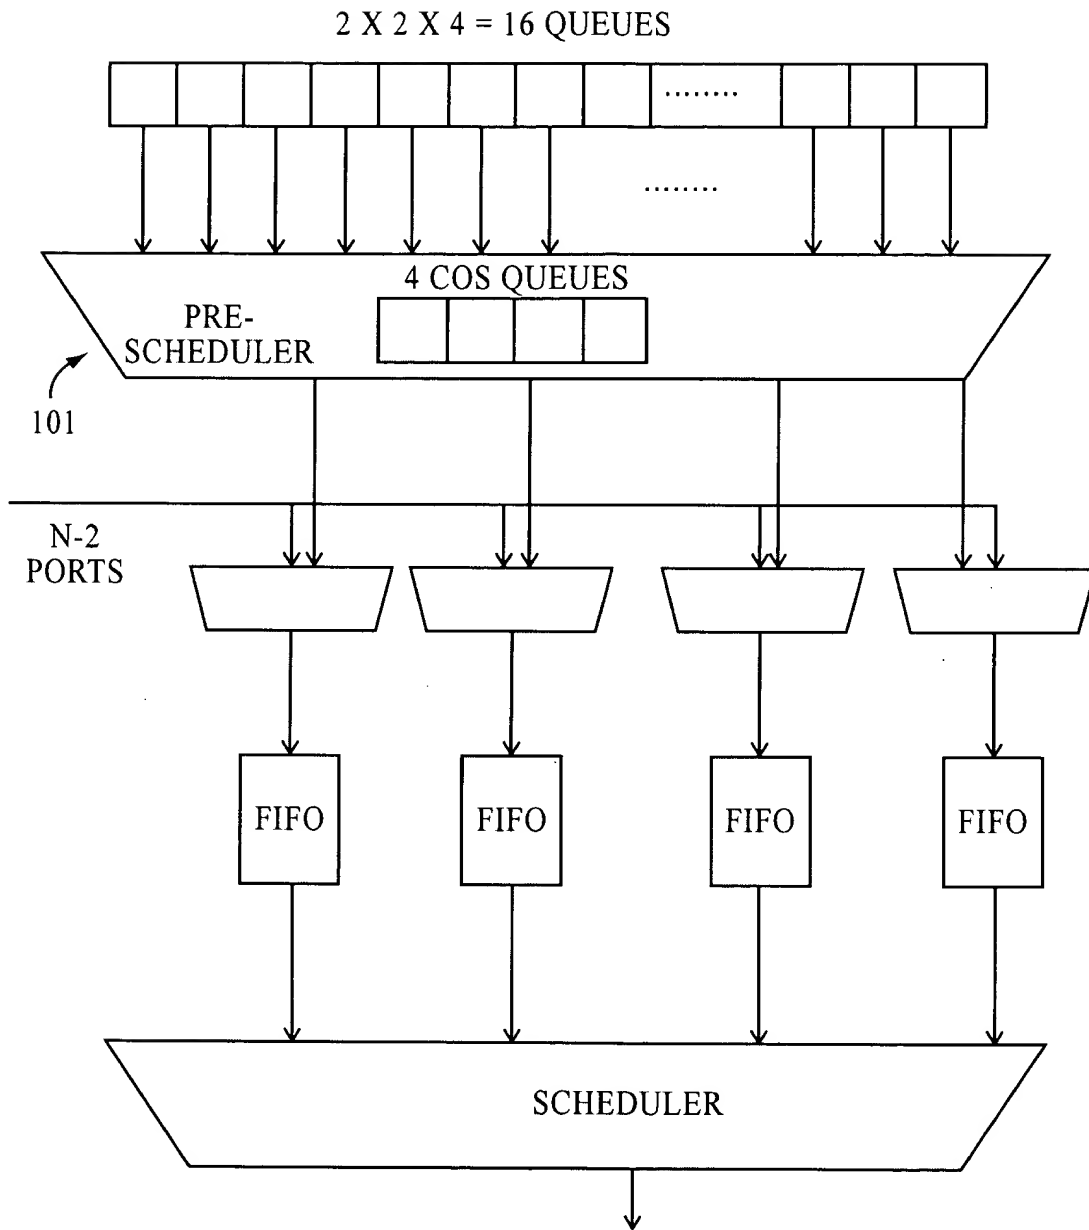 2 X 2 X 4 = 16 QUEUES
........
........
4 COS QUEUES
PRE-
SCHEDULER
101
N-2
PORTS
FIFO
FIFO
FIFO
FIFO
SCHEDULER